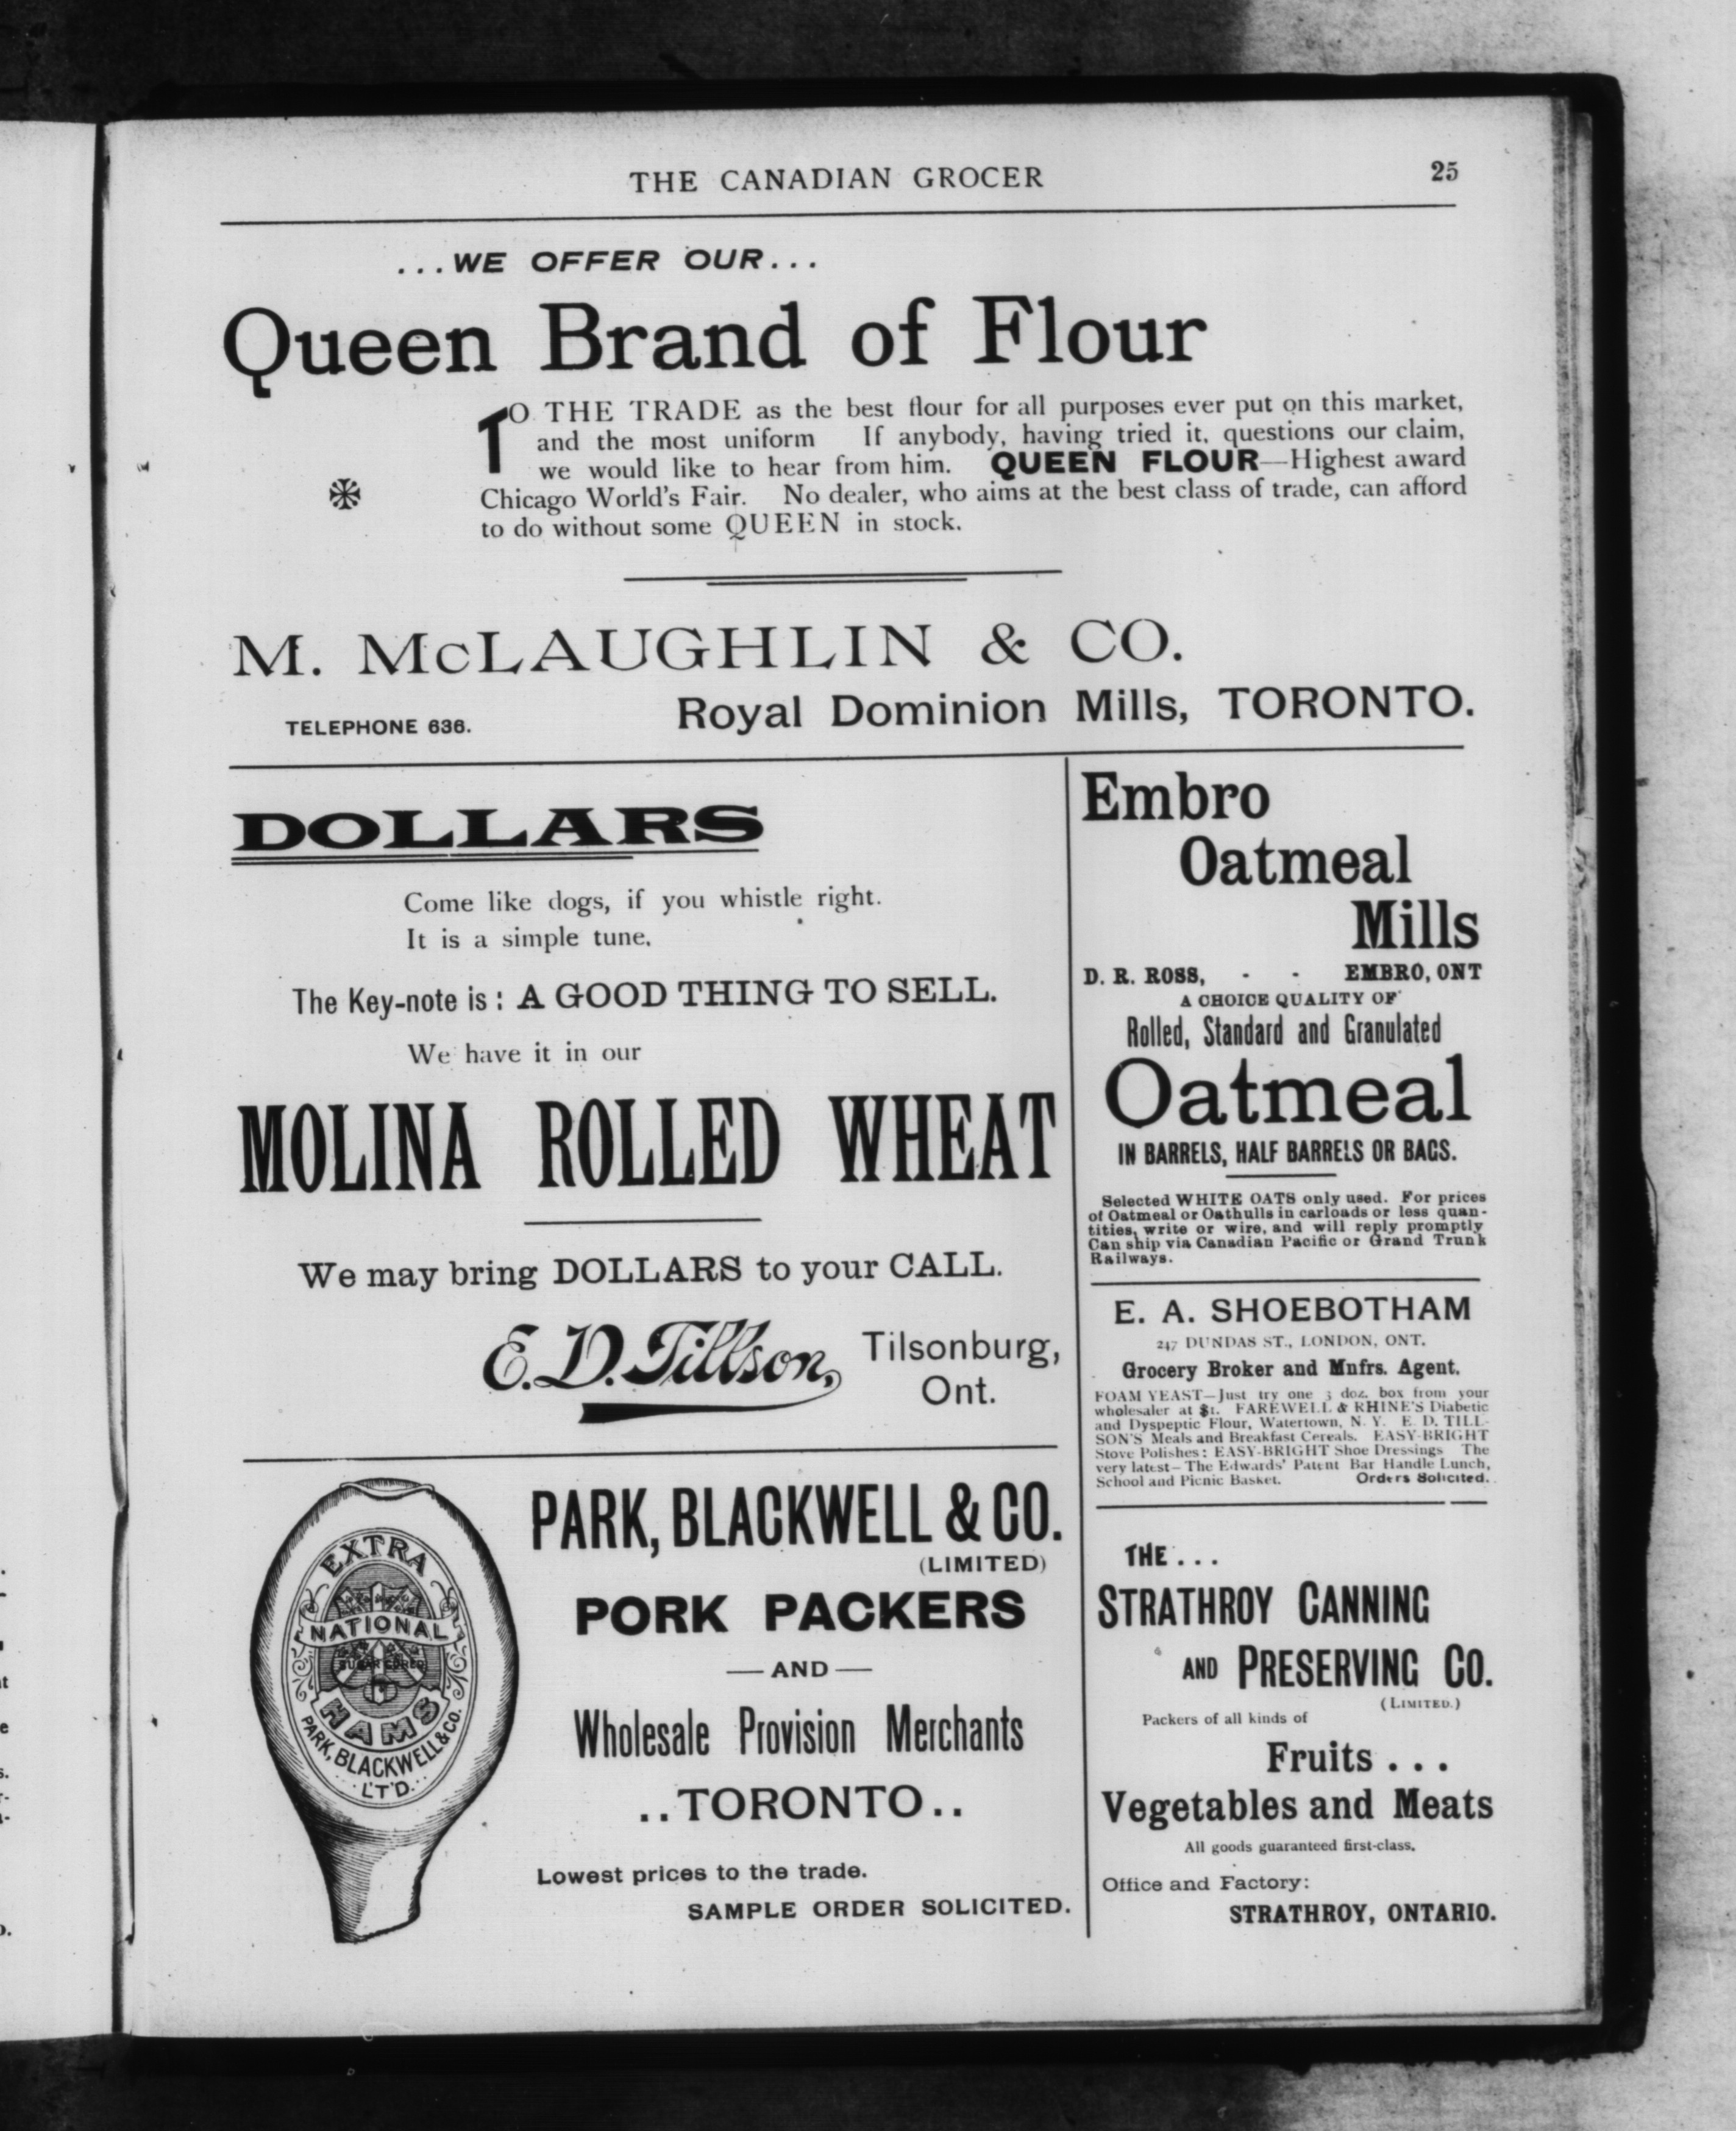 THE CANADIAN GROCER 25
...WE OFFER OUR...
Queen Brand of Flour
TO THE TRADE as the best flour for all purposes ever put on this market,
and the most uniform If anybody, having tried it, questions our claim,
we would like to hear from him. QUEEN FLOUR—Highest award
Chicago World's Fair. No dealer, who aims at the best class of trade, can afford
to do without some QUEEN in stock.
M. McLAUGHLIN & CO.
TELEPHONE 636. Royal Dominion Mills, TORONTO.
DOLLARS
Come like dogs, if you whistle right.
It is a simple tune.
The Key-note is: A GOOD THING TO SELL.
We have it in our
MOLINA ROLLED WHEAT
We may bring DOLLARS to your CALL.
E. D. Tillson, Tilsonburg,
Ont.
EXTRA
NATIONAL
SUGAR CURED
HAMS
PARK, BLACKWELL & CO.
L'T'D.
PARK, BLACKWELL & CO.
(LIMITED)
PORK PACKERS
—AND—
Wholesale Provision Merchants
..TORONTO..
Lowest prices to the trade.
SAMPLE ORDER SOLICITED.
Embro
Oatmeal
Mills
D. R. ROSS, - - EMBRO, ONT
A CHOICE QUALITY OF
Rolled, Standard and Granulated
Oatmeal
IN BARRELS, HALF BARRELS OR BAGS.
Selected WHITE OATS only used. For prices
of Oatmeal or Oathulls in carloads or less quan-
tities, write or wire, and will reply promptly
Can ship via Canadian Pacific or Grand Trunk
Railways.
E. A. SHOEBOTHAM
247 DUNDAS ST., LONDON, ONT.
Grocery Broker and Mnfrs. Agent.
FOAM YEAST—Just try one 3 doz. box from your
wholesaler at $1. FAREWELL & RHINE'S Diabetic
and Dyspeptic Flour, Watertown, N. Y. E. D. TILL-
SON'S Meals and Breakfast Cereals. EASY-BRIGHT
Stove Polishes: EASY-BRIGHT Shoe Dressings The
very latest—The Edwards' Patent Bar Handle Lunch,
School and Picnic Basket. Orders Solicited.
THE...
STRATHROY CANNING
AND PRESERVING CO.
(LIMITED.)
Packers of all kinds of
Fruits...
Vegetables and Meats
All goods guaranteed first-class.
Office and Factory:
STRATHROY, ONTARIO.